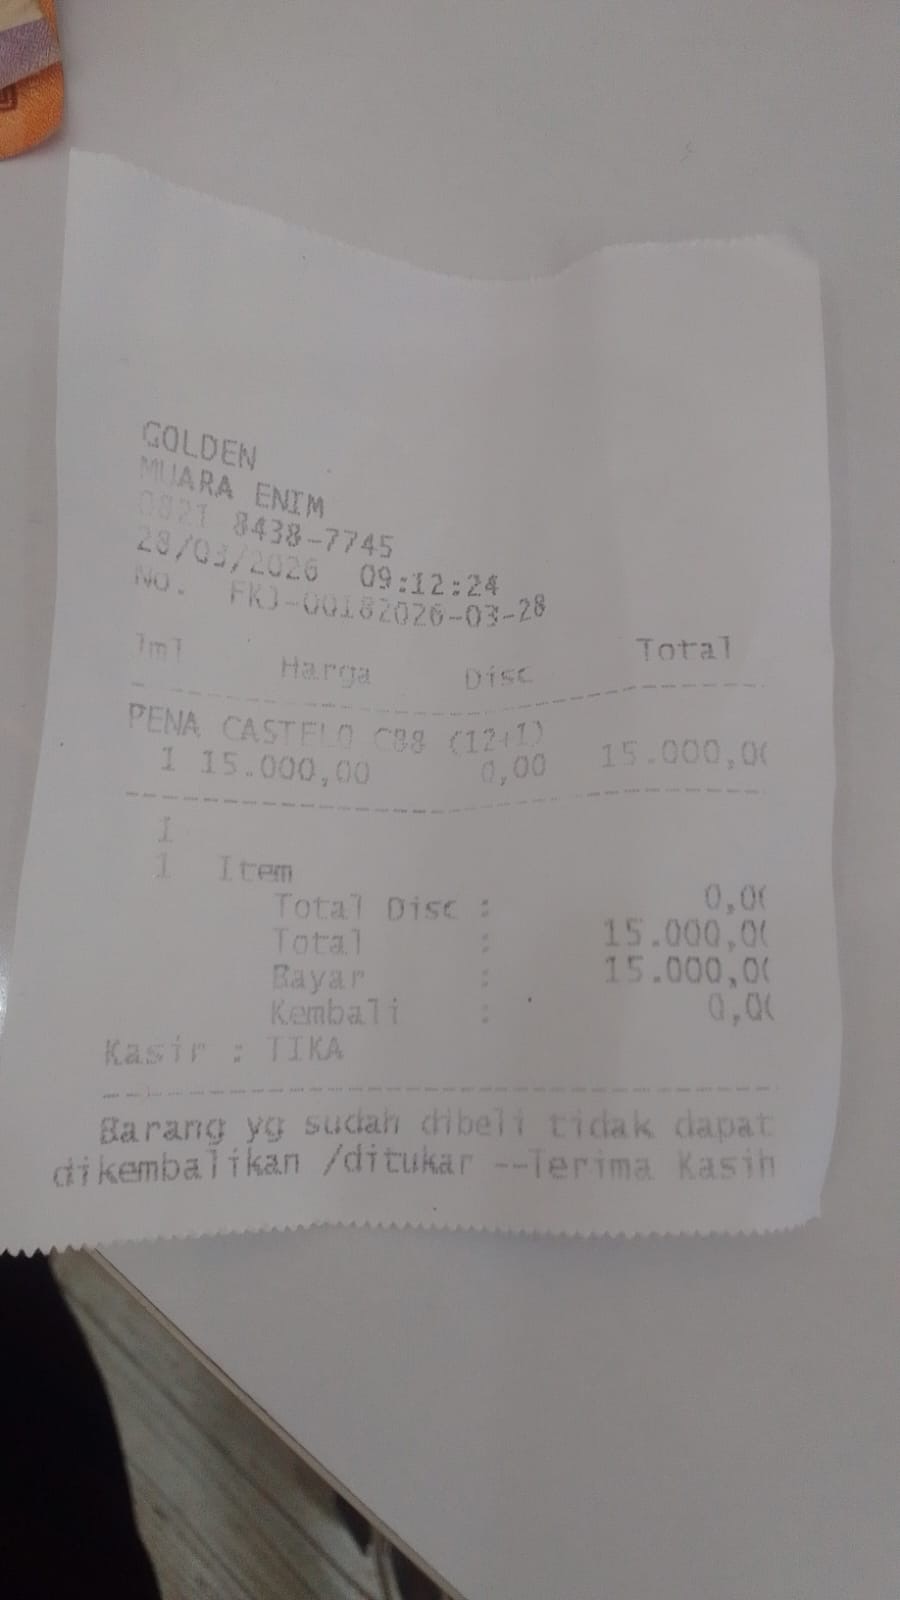 GOLDEN
MUARA ENIM
0821 8438-7745
28/03/2026 09:12:24
No. FKJ-00182026-03-28
Jml Harga Disc Total
PENA CASTELO C88 (12+1)
1 15.000,00 0,00 15.000,0(
1
1 Item
Total Disc : 0,0(
Total : 15.000,0(
Bayar : 15.000,0(
Kembali : 0,0(
Kasir : TIKA
Barang yg sudah dibeli tidak dapat
dikembalikan /ditukar --Terima Kasih